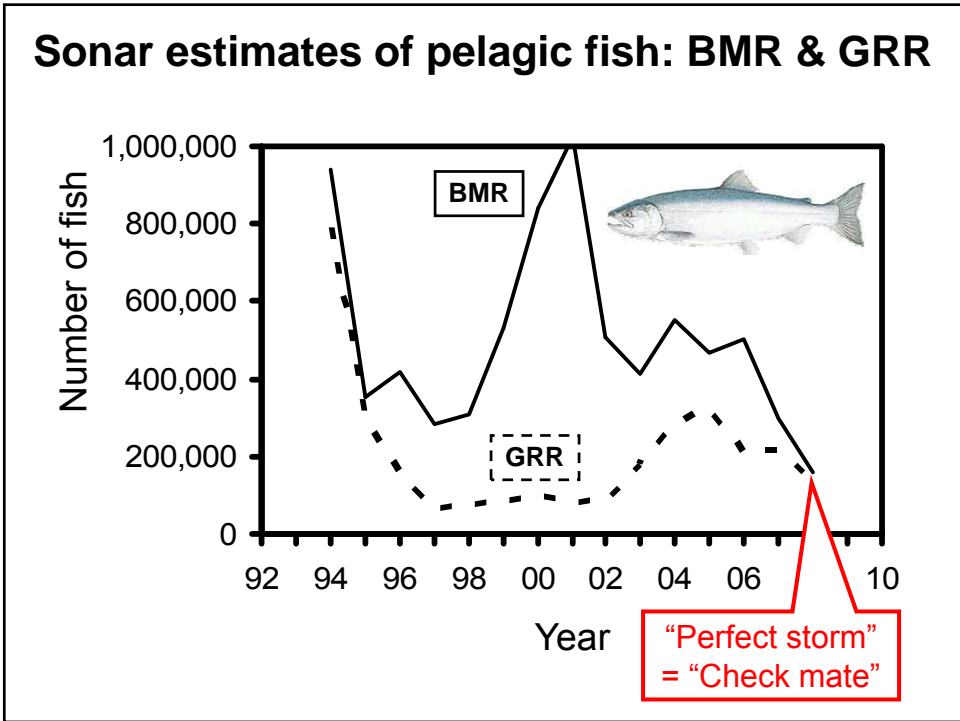 Sonar estimates of pelagic fish: BMR & GRR
1,000,000
800,000
600,000
400,000
200,000
0
Number of fish
BMR
GRR
92 94 96 98 00 02 04 06 10
Year
“Perfect storm”
= “Check mate”